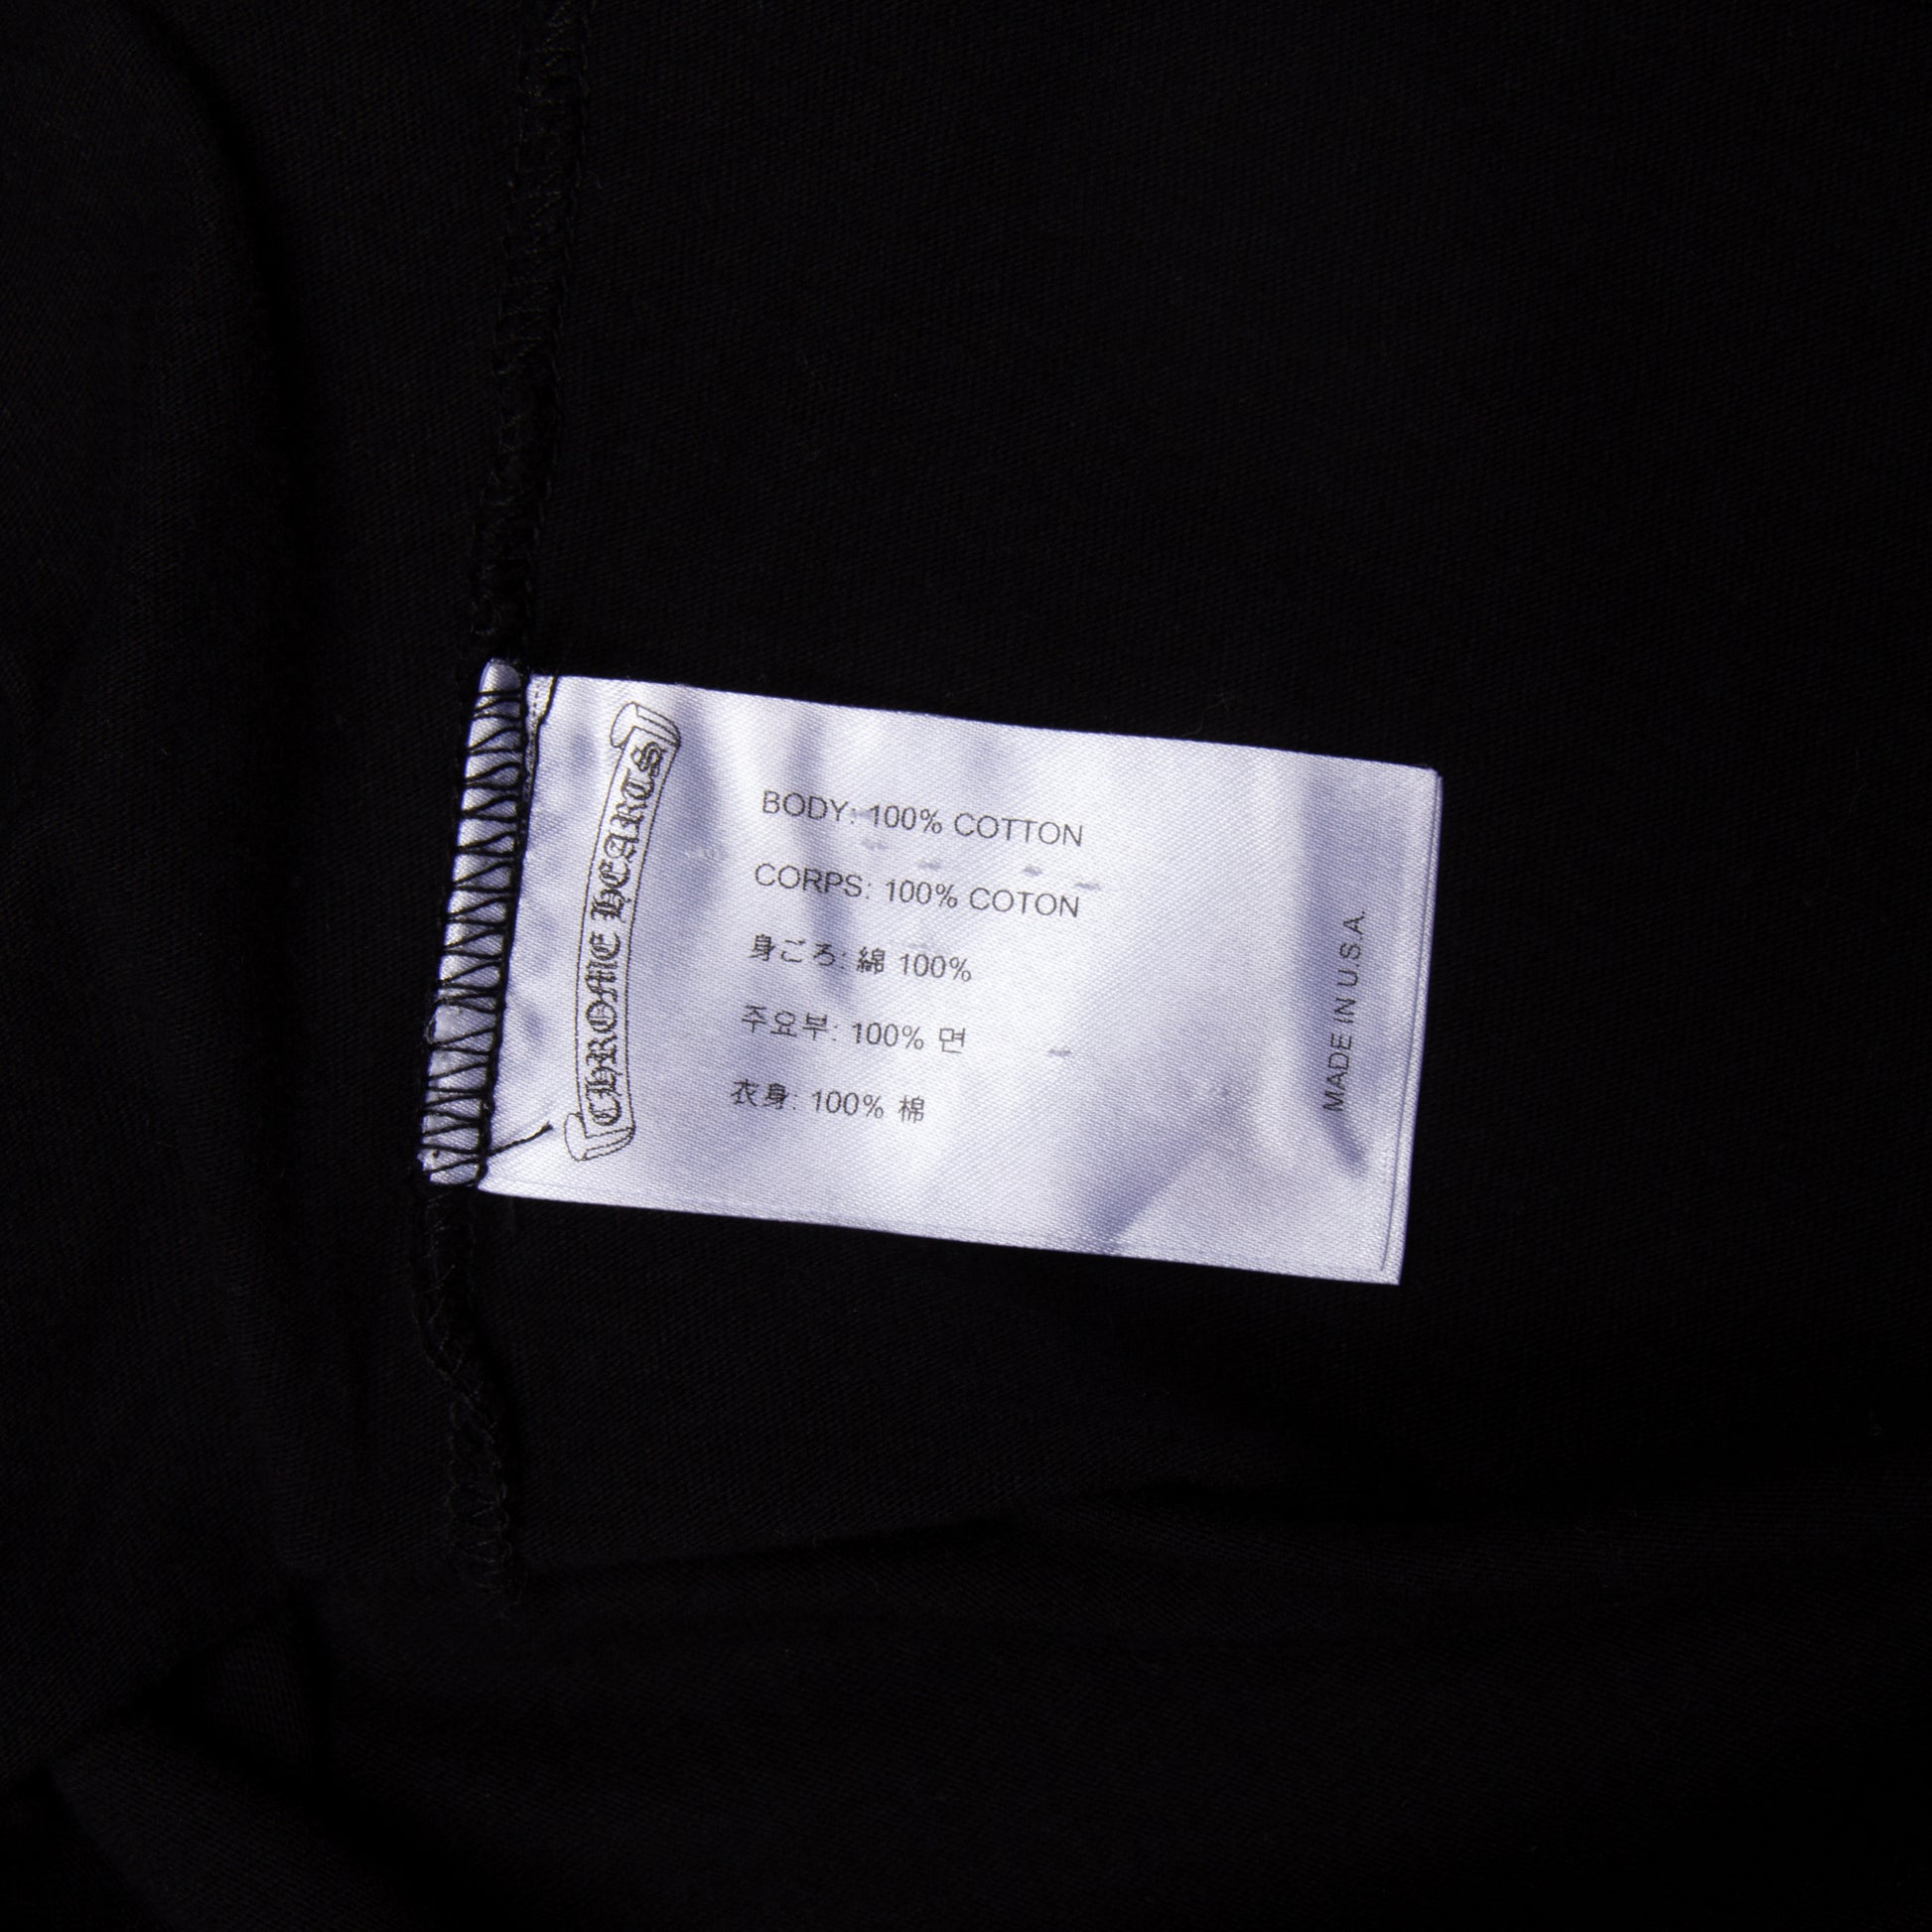 CHROME HEARTS
BODY: 100% COTTON
CORPS: 100% COTON
身ごろ: 綿 100%
주요부: 100% 면
衣身: 100% 棉
MADE IN U.S.A.